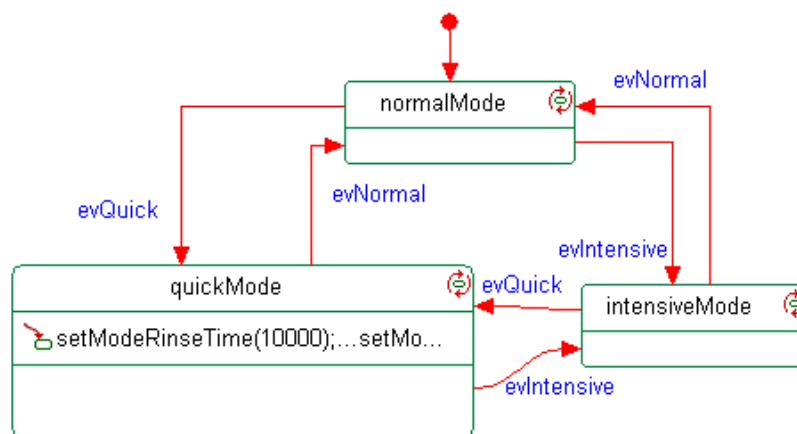 normalMode
evNormal
evQuick
evNormal
evIntensive
quickMode
evQuick
intensiveMode
setModeRinseTime(10000);...setMo...
evIntensive